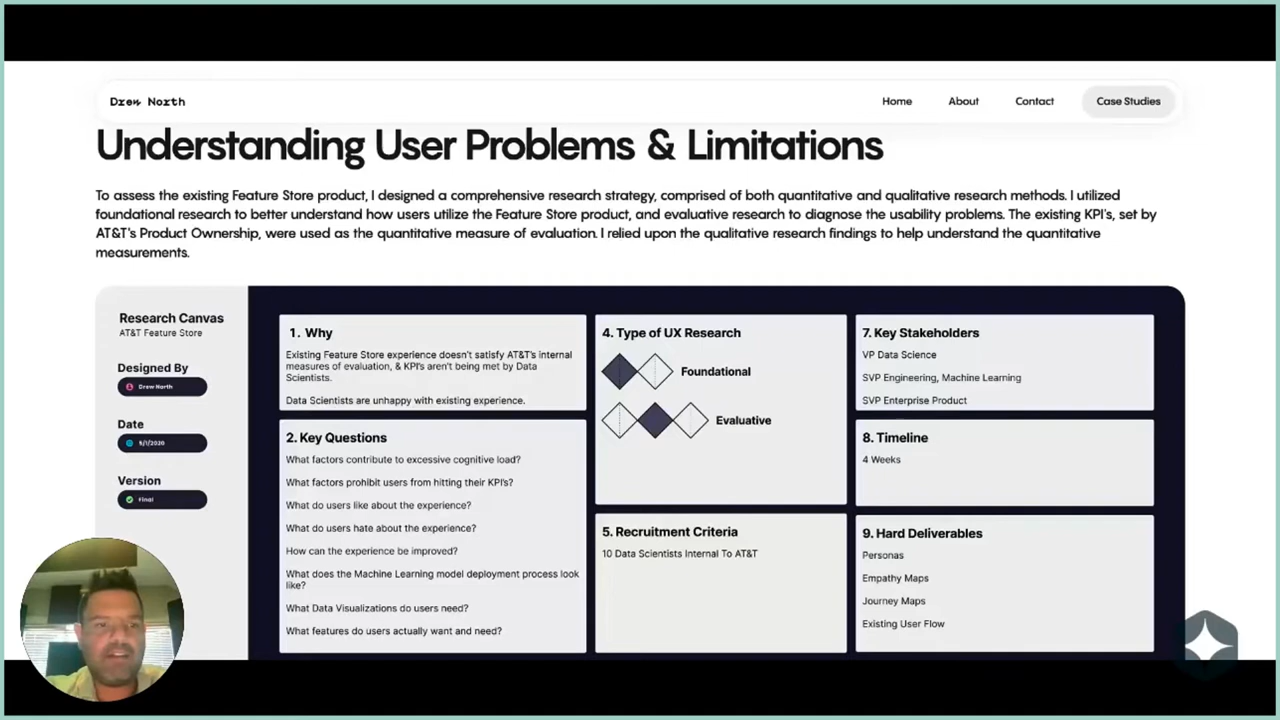 Drew North
Home
About
Contact
Case Studies
Understanding User Problems & Limitations
To assess the existing Feature Store product, I designed a comprehensive research strategy, comprised of both quantitative and qualitative research methods. I utilized
foundational research to better understand how users utilize the Feature Store product, and evaluative research to diagnose the usability problems. The existing KPI's, set by
AT&T's Product Ownership, were used as the quantitative measure of evaluation. I relied upon the qualitative research findings to help understand the quantitative
measurements.
Research Canvas
AT&T Feature Store
Designed By
Drew North
Date
5/1/2020
Version
Final
1. Why
Existing Feature Store experience doesn't satisfy AT&T's internal
measures of evaluation, & KPI's aren't being met by Data
Scientists.
Data Scientists are unhappy with existing experience.
2. Key Questions
What factors contribute to excessive cognitive load?
What factors prohibit users from hitting their KPI's?
What do users like about the experience?
What do users hate about the experience?
How can the experience be improved?
What does the Machine Learning model deployment process look
like?
What Data Visualizations do users need?
What features do users actually want and need?
4. Type of UX Research
Foundational
Evaluative
5. Recruitment Criteria
10 Data Scientists Internal To AT&T
7. Key Stakeholders
VP Data Science
SVP Engineering, Machine Learning
SVP Enterprise Product
8. Timeline
4 Weeks
9. Hard Deliverables
Personas
Empathy Maps
Journey Maps
Existing User Flow